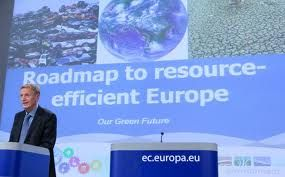 Roadmap to resource-
efficient Europe
Our Green Future
ec.europa.eu